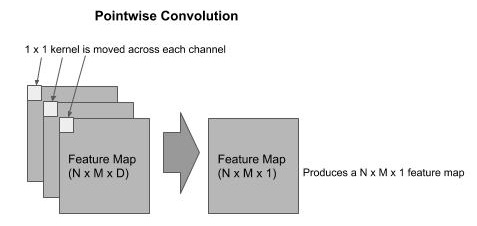 Pointwise Convolution
1 x 1 kernel is moved across each channel
Feature Map
(N x M x D)
Feature Map
(N x M x 1)
Produces a N x M x 1 feature map